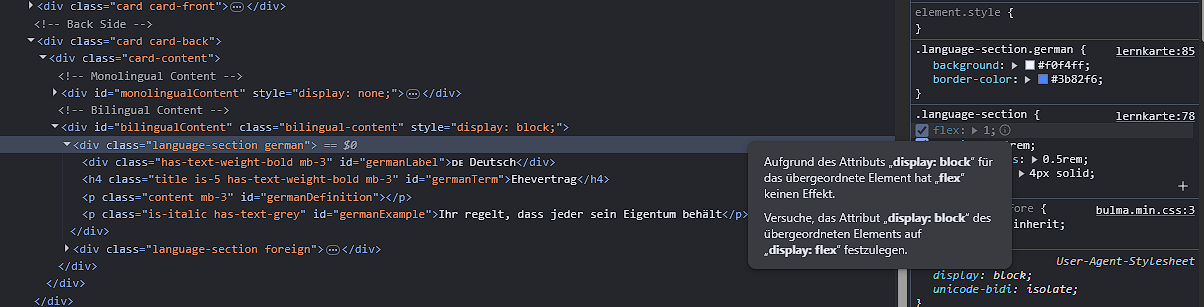 <div class="card card-front"> … </div>
<!-- Back Side -->
<div class="card card-back">
<div class="card-content">
<!-- Monolingual Content -->
<div id="monolingualContent" style="display: none;"> … </div>
<!-- Bilingual Content -->
<div id="bilingualContent" class="bilingual-content" style="display: block;">
<div class="language-section german"> == $0
<div class="has-text-weight-bold mb-3" id="germanLabel">DE Deutsch</div>
<h4 class="title is-5 has-text-weight-bold mb-3" id="germanTerm">Ehevertrag</h4>
<p class="content mb-3" id="germanDefinition"></p>
<p class="is-italic has-text-grey" id="germanExample">Ihr regelt, dass jeder sein Eigentum behält</p>
</div>
<div class="language-section foreign"> … </div>
</div>
</div>
</div>
element.style {
}
.language-section.german { lernkarte:85
background: #f0f4ff;
border-color: #3b82f6;
}
.language-section { lernkarte:78
flex: 1;
rem;
s: 0.5rem;
4px solid;
Aufgrund des Attributs „display: block“ für
das übergeordnete Element hat „flex“
keinen Effekt.
Versuche, das Attribut „display: block“ des
übergeordneten Elements auf
„display: flex“ festzulegen.
ore { bulma.min.css:3
inherit;
User-Agent-Stylesheet
display: block;
unicode-bidi: isolate;
}